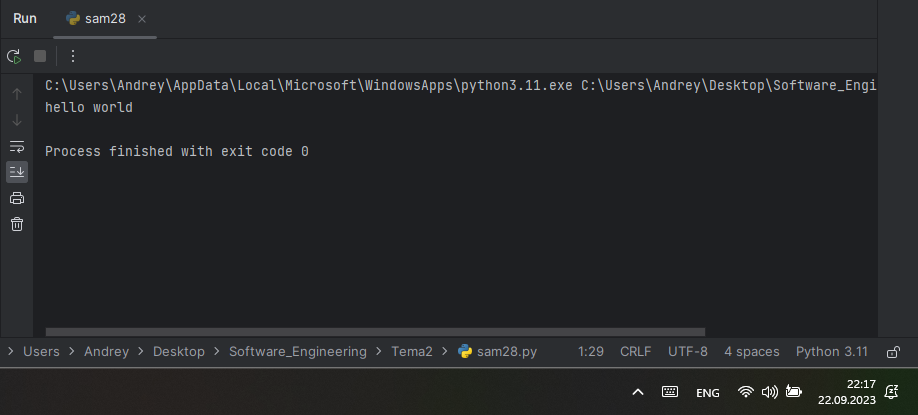 Run sam28
C:\Users\Andrey\AppData\Local\Microsoft\WindowsApps\python3.11.exe C:\Users\Andrey\Desktop\Software_Engi
hello world
Process finished with exit code 0
Users Andrey Desktop Software_Engineering Tema2 sam28.py 1:29 CRLF UTF-8 4 spaces Python 3.11
ENG 22:17
22.09.2023